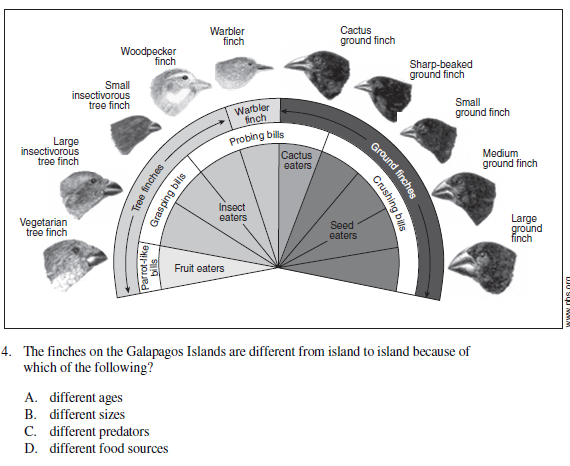 Warbler
finch
Cactus
ground finch
Woodpecker
finch
Sharp-beaked
ground finch
Small
insectivorous
tree finch
Small
ground finch
Large
insectivorous
tree finch
Medium
ground finch
Vegetarian
tree finch
Large
ground
finch
Warbler
finch
Probing bills
Tree finches
Grasping bills
Parrot-like
bills
Ground finches
Crushing bills
Cactus
eaters
Insect
eaters
Seed
eaters
Fruit eaters
www.pbs.org
4. The finches on the Galapagos Islands are different from island to island because of
which of the following?
A. different ages
B. different sizes
C. different predators
D. different food sources